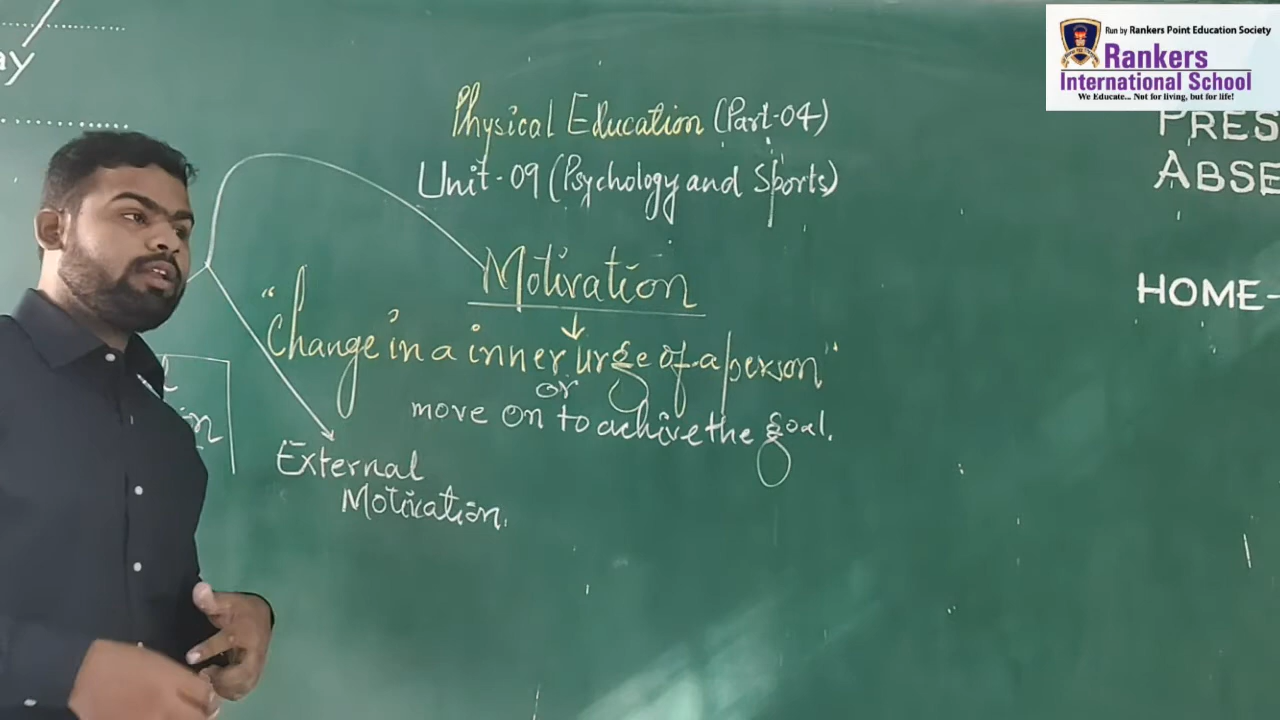 Run by Rankers Point Education Society
Rankers
International School
We Educate... Not for living, but for life!
ay
Physical Education (Part-04)
Unit-09 (Psychology and Sports)
PRES
ABSE
HOME-
Motivation
"Change in a inner urge of a person"
or
move on to achive the goal.
External
Motivation.